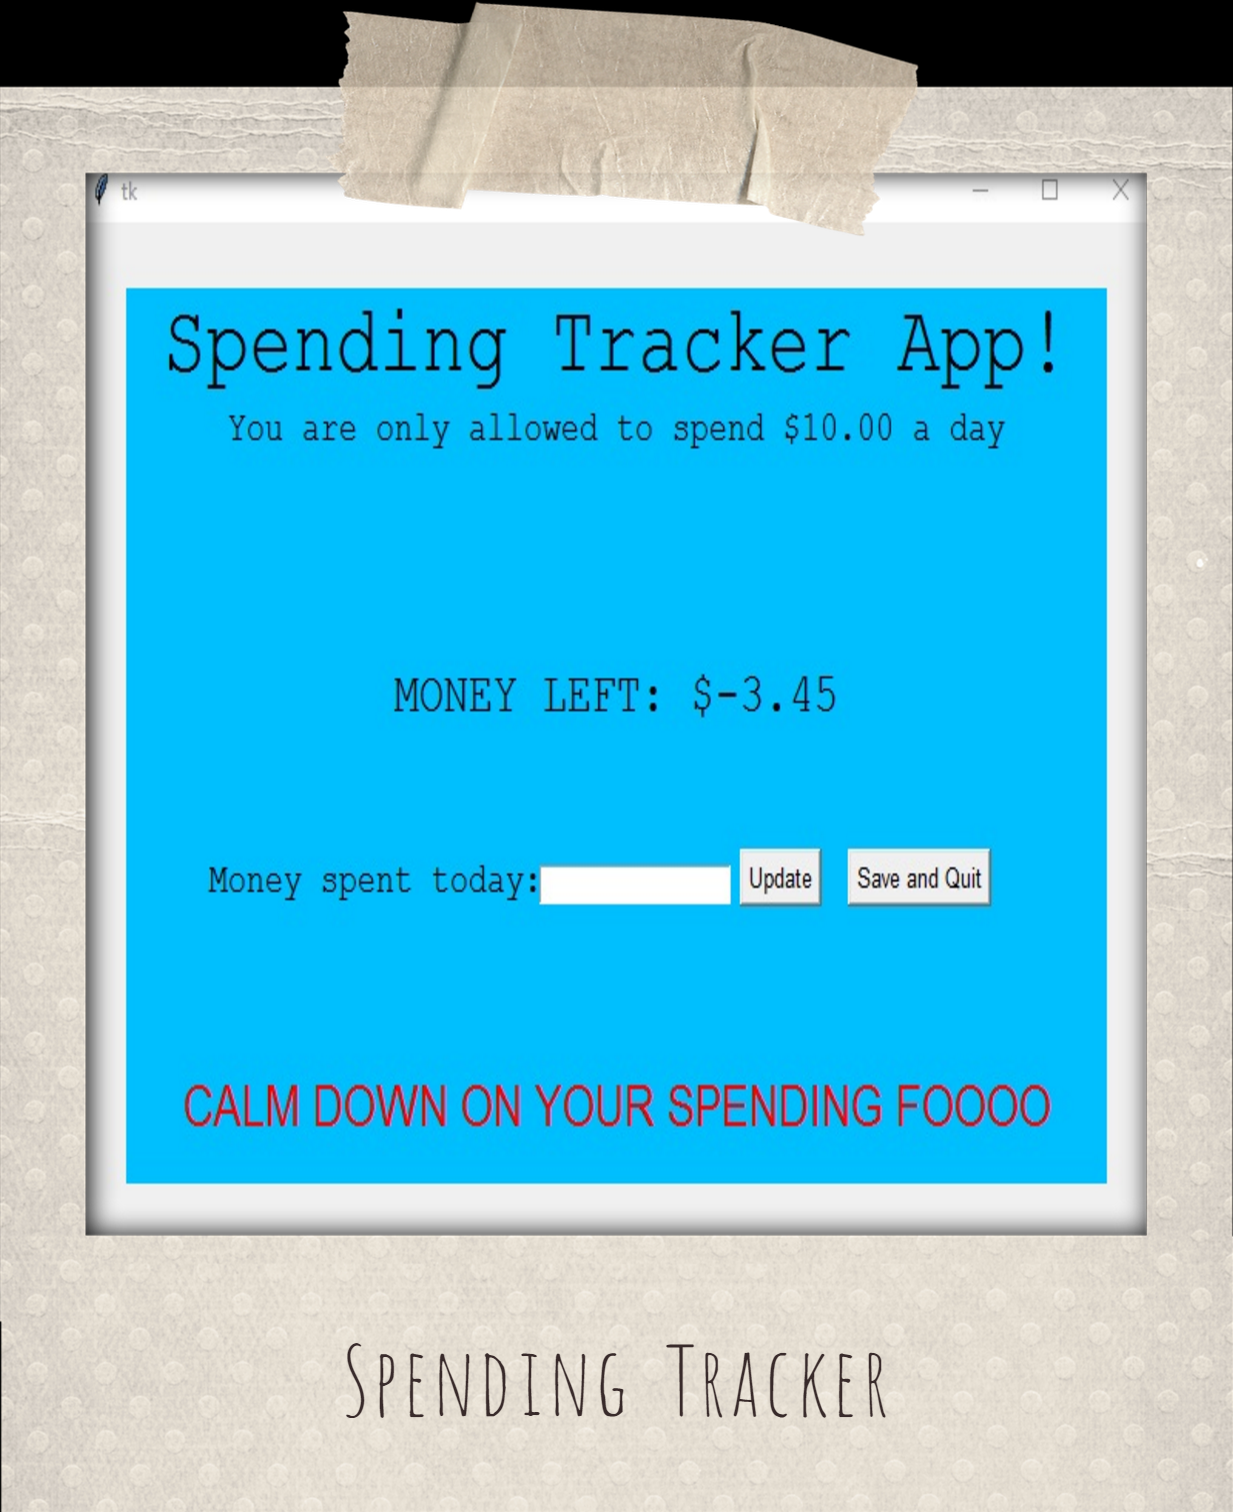 tk
Spending Tracker App!
You are only allowed to spend $10.00 a day
MONEY LEFT: $-3.45
Money spent today: Update Save and Quit
CALM DOWN ON YOUR SPENDING FOOOO
SPENDING TRACKER